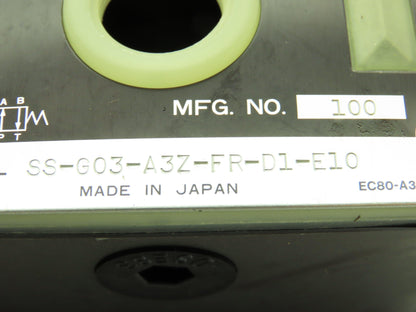 A B
MFG. NO. 100
P T
L SS-G03-A3Z-FR-D1-E10
MADE IN JAPAN EC80-A3